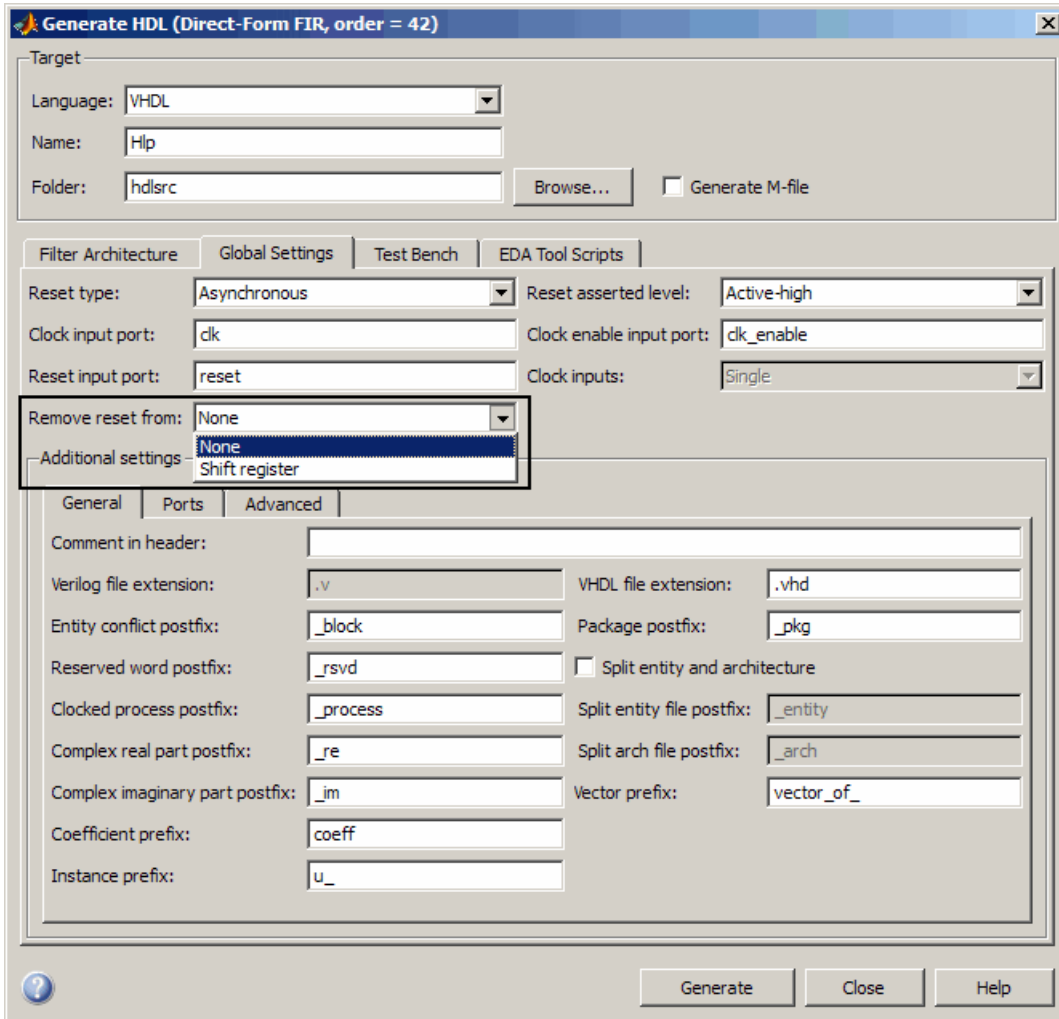 Generate HDL (Direct-Form FIR, order = 42)
Target
Language: VHDL
Name: Hlp
Folder: hdlsrc Browse... Generate M-file
Filter Architecture Global Settings Test Bench EDA Tool Scripts
Reset type: Asynchronous Reset asserted level: Active-high
Clock input port: clk Clock enable input port: clk_enable
Reset input port: reset Clock inputs: Single
Remove reset from: None
None
Additional settings
Shift register
General Ports Advanced
Comment in header:
Verilog file extension: .v VHDL file extension: .vhd
Entity conflict postfix: _block Package postfix: _pkg
Reserved word postfix: _rsvd Split entity and architecture
Clocked process postfix: _process Split entity file postfix: _entity
Complex real part postfix: _re Split arch file postfix: _arch
Complex imaginary part postfix: _im Vector prefix: vector_of_
Coefficient prefix: coeff
Instance prefix: u_
? Generate Close Help